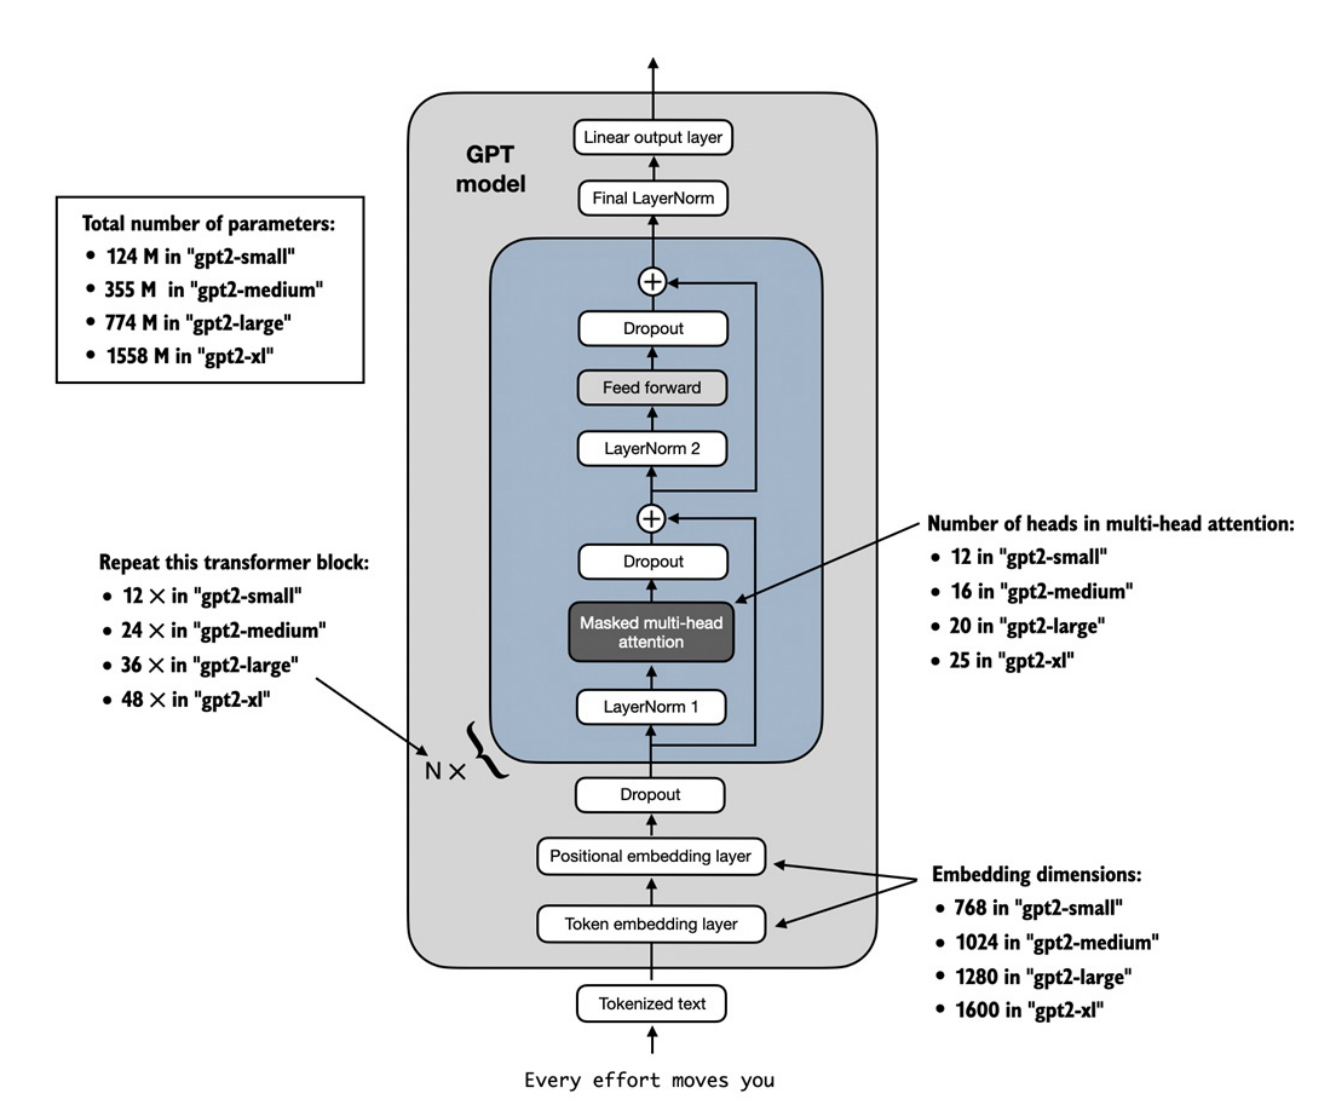 GPT
model
Linear output layer
Final LayerNorm
Total number of parameters:
• 124 M in "gpt2-small"
• 355 M  in "gpt2-medium"
• 774 M in "gpt2-large"
• 1558 M in "gpt2-xl"
Dropout
Feed forward
LayerNorm 2
Dropout
Masked multi-head
attention
LayerNorm 1
Number of heads in multi-head attention:
• 12 in "gpt2-small"
• 16 in "gpt2-medium"
• 20 in "gpt2-large"
• 25 in "gpt2-xl"
Repeat this transformer block:
• 12 × in "gpt2-small"
• 24 × in "gpt2-medium"
• 36 × in "gpt2-large"
• 48 × in "gpt2-xl"
N × {
Dropout
Positional embedding layer
Token embedding layer
Embedding dimensions:
• 768 in "gpt2-small"
• 1024 in "gpt2-medium"
• 1280 in "gpt2-large"
• 1600 in "gpt2-xl"
Tokenized text
Every effort moves you